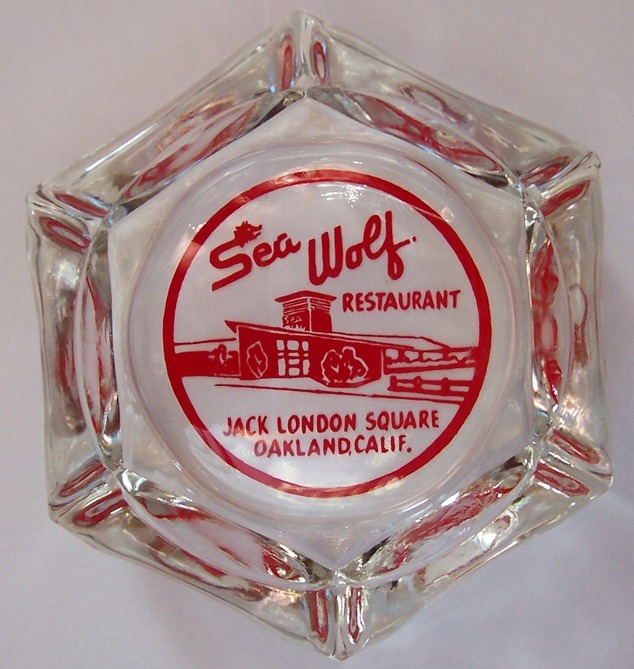 Sea Wolf
RESTAURANT
JACK LONDON SQUARE
OAKLAND, CALIF.